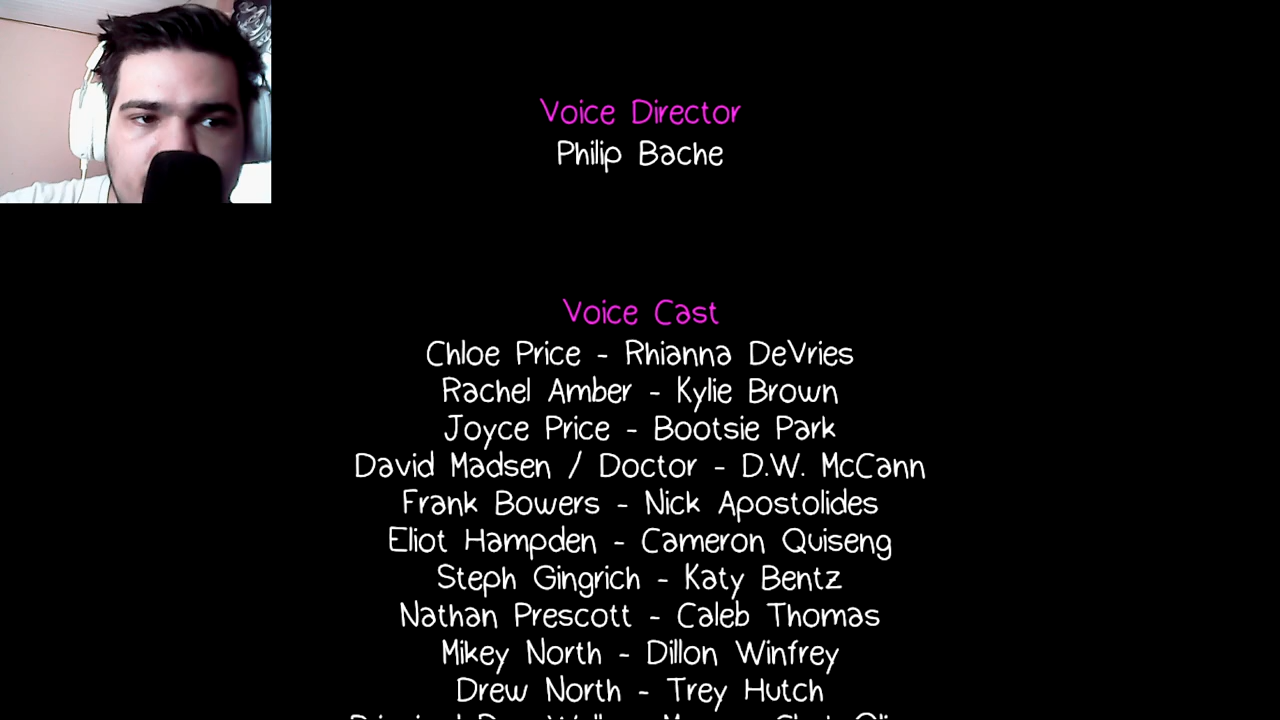 Voice Director
Philip Bache
Voice Cast
Chloe Price - Rhianna DeVries
Rachel Amber - Kylie Brown
Joyce Price - Bootsie Park
David Madsen / Doctor - D.W. McCann
Frank Bowers - Nick Apostolides
Eliot Hampden - Cameron Quiseng
Steph Gingrich - Katy Bentz
Nathan Prescott - Caleb Thomas
Mikey North - Dillon Winfrey
Drew North - Trey Hutch